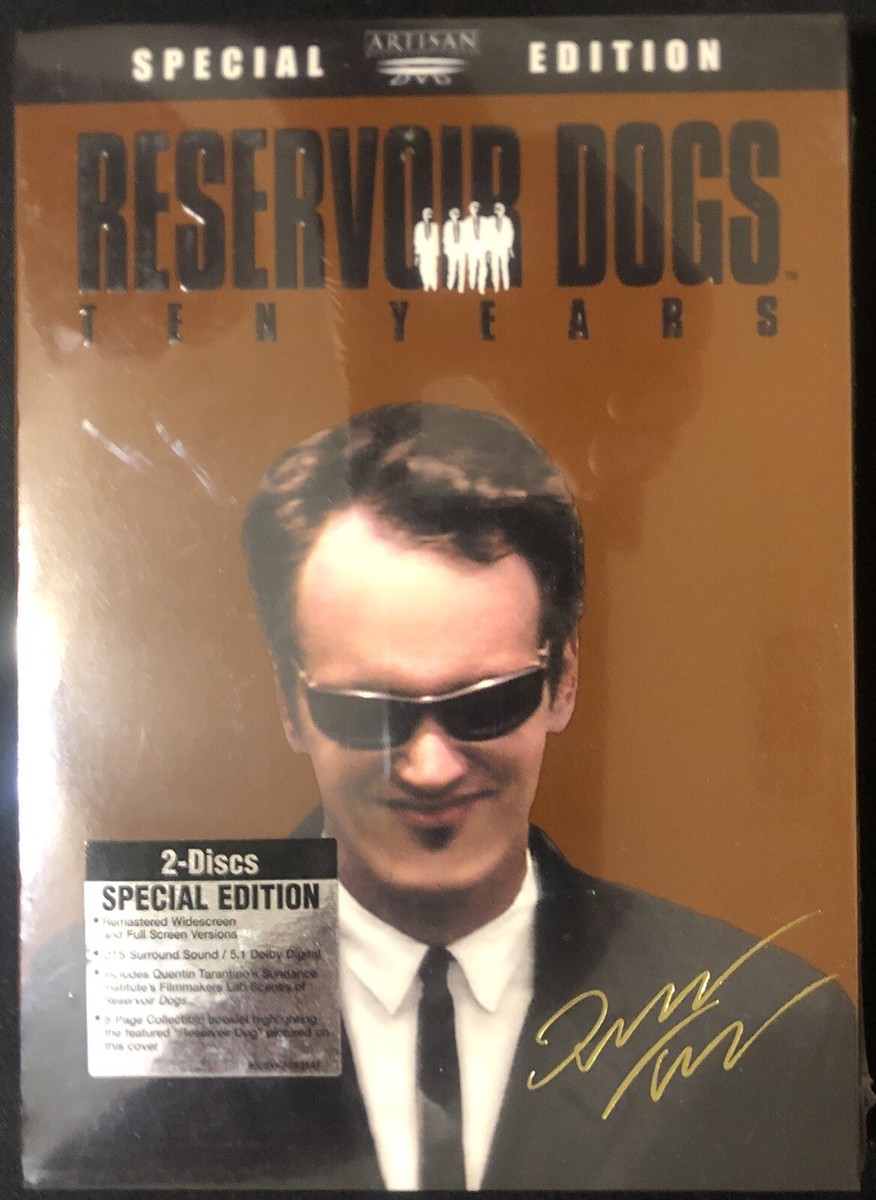 SPECIAL ARTISAN EDITION
RESERVOIR DOGS™
TEN YEARS
2-Discs
SPECIAL EDITION
• Remastered Widescreen
and Full Screen Versions
• DTS Surround Sound / 5.1 Dolby Digital
• Includes Quentin Tarantino's Sundance
Institute's Filmmakers Lab Scenes of
Reservoir Dogs
• 8-Page Collectible booklet highlighting
the featured "Reservoir Dog" pictured on
this cover